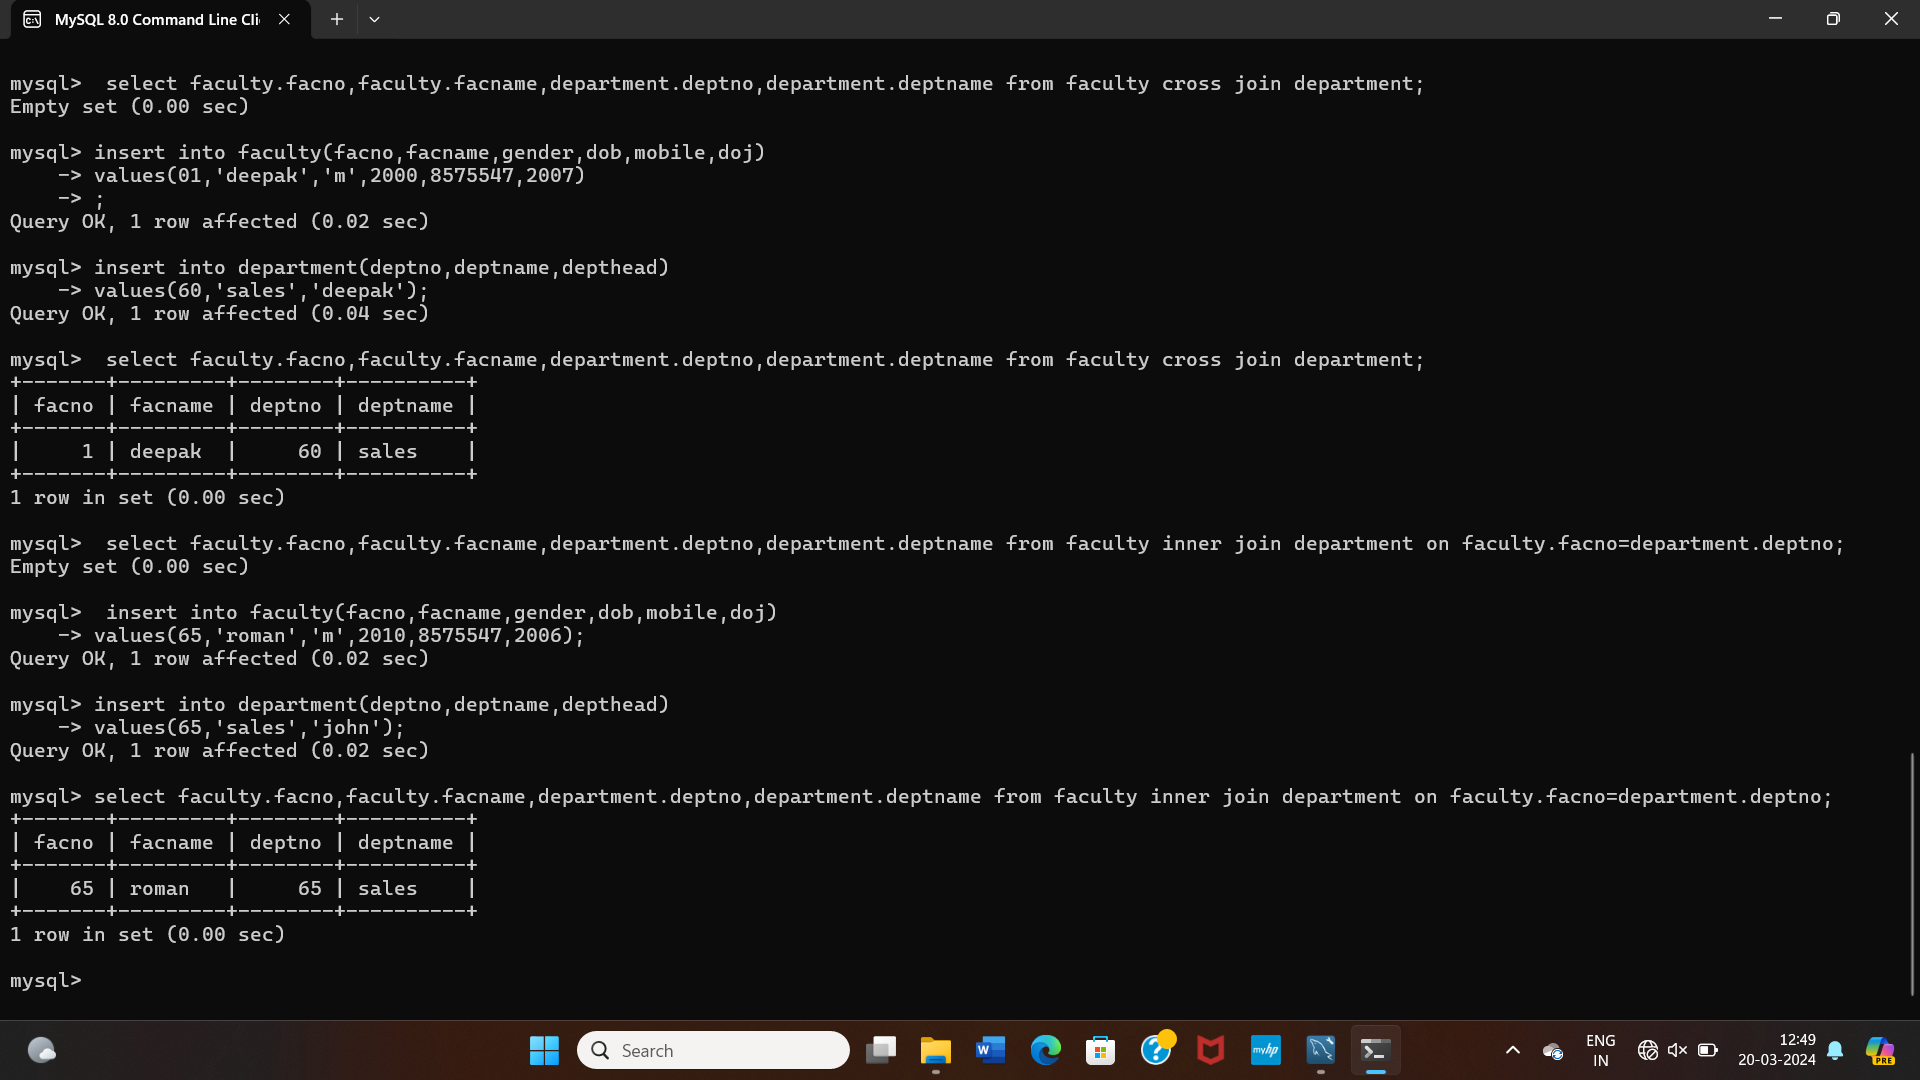 MySQL 8.0 Command Line Cli
mysql>  select faculty.facno,faculty.facname,department.deptno,department.deptname from faculty cross join department;
Empty set (0.00 sec)
mysql> insert into faculty(facno,facname,gender,dob,mobile,doj)
    -> values(01,'deepak','m',2000,8575547,2007)
    -> ;
Query OK, 1 row affected (0.02 sec)
mysql> insert into department(deptno,deptname,depthead)
    -> values(60,'sales','deepak');
Query OK, 1 row affected (0.04 sec)
mysql>  select faculty.facno,faculty.facname,department.deptno,department.deptname from faculty cross join department;
+-------+---------+--------+----------+
| facno | facname | deptno | deptname |
+-------+---------+--------+----------+
|     1 | deepak  |     60 | sales    |
+-------+---------+--------+----------+
1 row in set (0.00 sec)
mysql>  select faculty.facno,faculty.facname,department.deptno,department.deptname from faculty inner join department on faculty.facno=department.deptno;
Empty set (0.00 sec)
mysql>  insert into faculty(facno,facname,gender,dob,mobile,doj)
    -> values(65,'roman','m',2010,8575547,2006);
Query OK, 1 row affected (0.02 sec)
mysql> insert into department(deptno,deptname,depthead)
    -> values(65,'sales','john');
Query OK, 1 row affected (0.02 sec)
mysql> select faculty.facno,faculty.facname,department.deptno,department.deptname from faculty inner join department on faculty.facno=department.deptno;
+-------+---------+--------+----------+
| facno | facname | deptno | deptname |
+-------+---------+--------+----------+
|    65 | roman   |     65 | sales    |
+-------+---------+--------+----------+
1 row in set (0.00 sec)
mysql>
Search
W
?
myhp
ENG
IN
12:49
20-03-2024
PRE